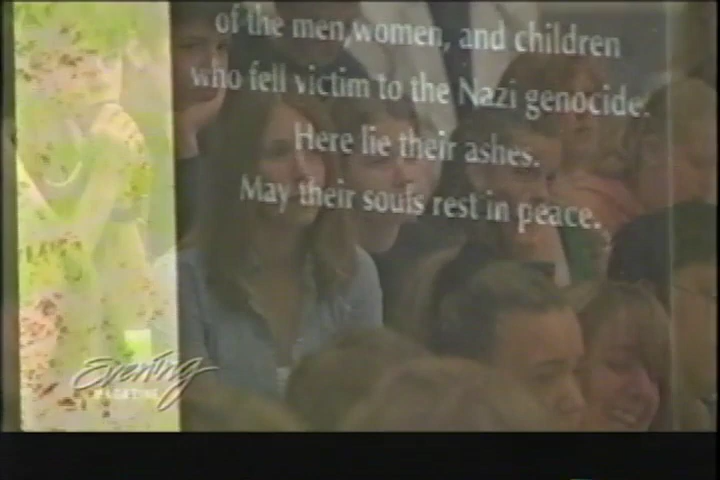 of the men, women, and children
who fell victim to the Nazi genocide.
Here lie their ashes.
May their souls rest in peace.
Evening
MAGAZINE